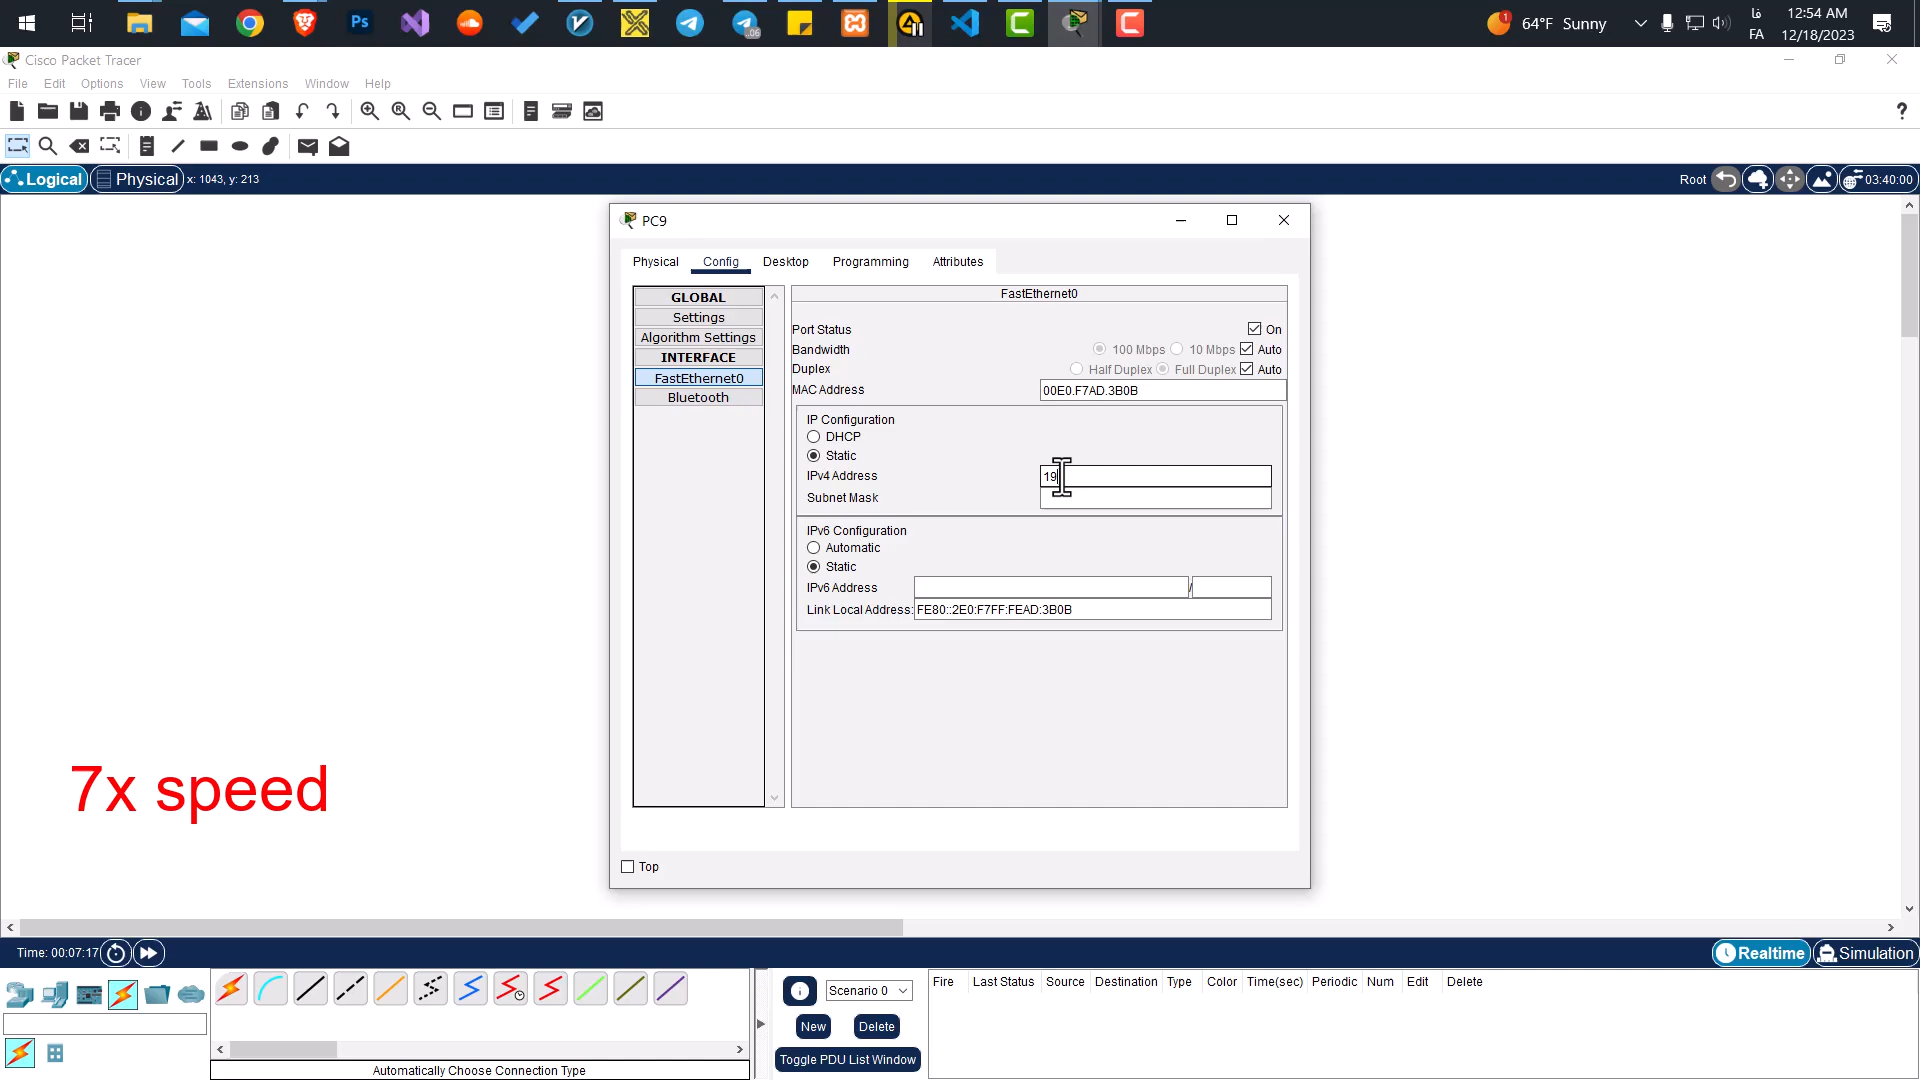 Ps
06
64°F Sunny
فا
FA
12:54 AM
12/18/2023
Cisco Packet Tracer
File Edit Options View Tools Extensions Window Help
Logical Physical x: 1043, y: 213
Root 03:40:00
PC9
Physical Config Desktop Programming Attributes
GLOBAL
Settings
Algorithm Settings
INTERFACE
FastEthernet0
Bluetooth
FastEthernet0
Port Status On
Bandwidth 100 Mbps 10 Mbps Auto
Duplex Half Duplex Full Duplex Auto
MAC Address 00E0.F7AD.3B0B
IP Configuration
DHCP
Static
IPv4 Address 19
Subnet Mask
IPv6 Configuration
Automatic
Static
IPv6 Address /
Link Local Address: FE80::2E0:F7FF:FEAD:3B0B
7x speed
Top
Time: 00:07:17
Realtime Simulation
Scenario 0
New Delete
Toggle PDU List Window
Fire Last Status Source Destination Type Color Time(sec) Periodic Num Edit Delete
Automatically Choose Connection Type